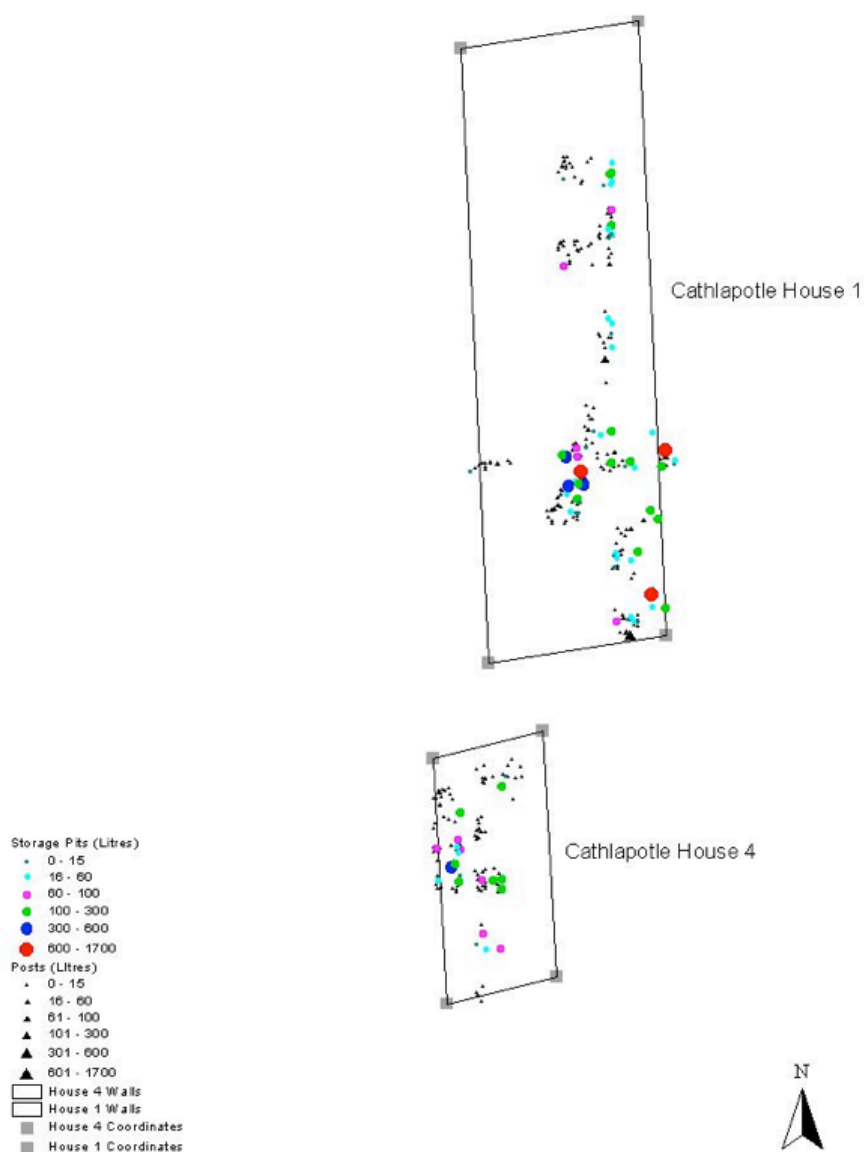 Cathlapotle House 1
Cathlapotle House 4
Storage Pits (Litres)
0 - 15
16 - 60
60 - 100
100 - 300
300 - 600
600 - 1700
Posts (LItres)
0 - 15
16 - 60
61 - 100
101 - 300
301 - 600
601 - 1700
House 4 Walls
House 1 Walls
House 4 Coordinates
House 1 Coordinates
N